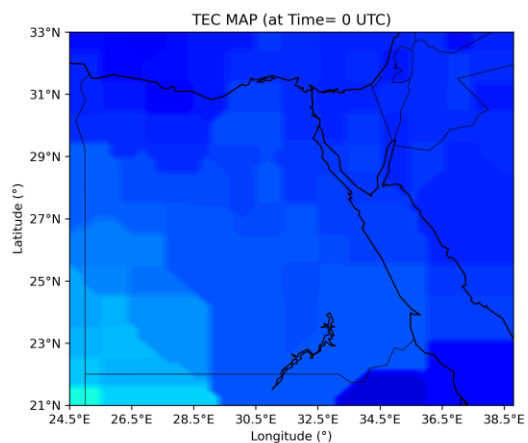 TEC MAP (at Time= 0 UTC)
33°N
31°N
29°N
27°N
25°N
23°N
21°N
Latitude (°)
24.5°E 26.5°E 28.5°E 30.5°E 32.5°E 34.5°E 36.5°E 38.5°E
Longitude (°)